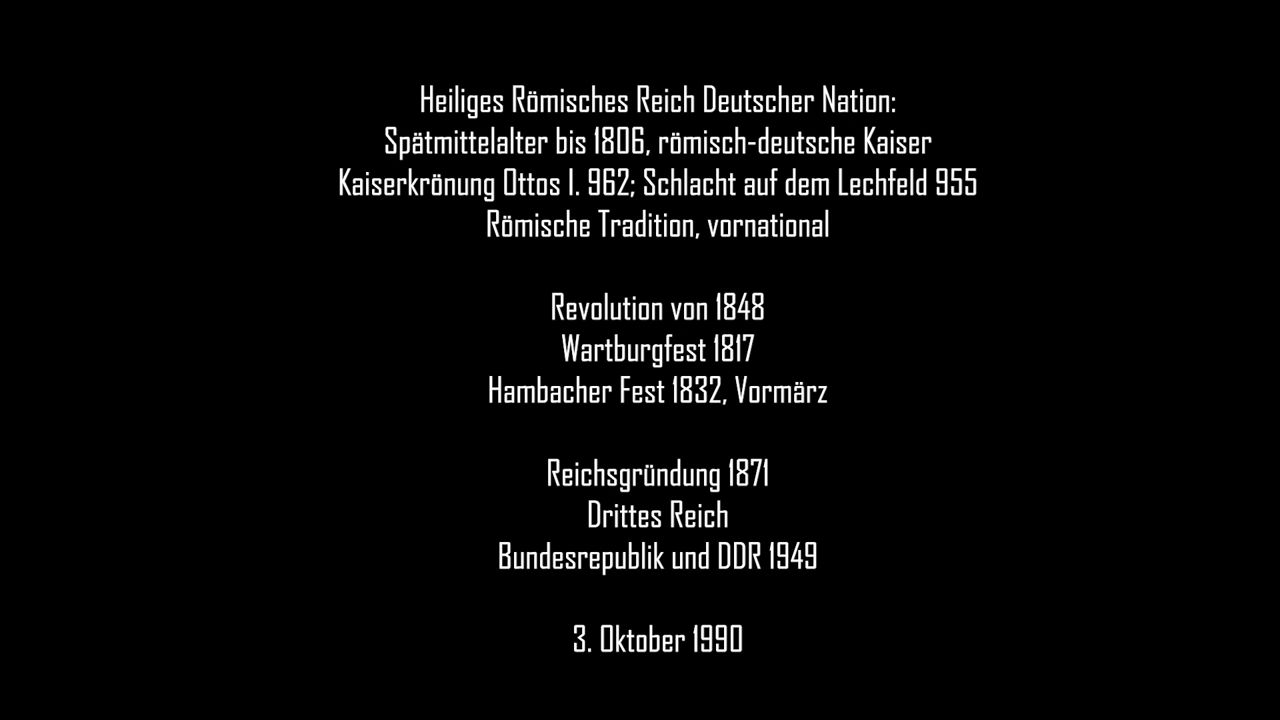 Heiliges Römisches Reich Deutscher Nation:
Spätmittelalter bis 1806, römisch-deutsche Kaiser
Kaiserkrönung Ottos I. 962; Schlacht auf dem Lechfeld 955
Römische Tradition, vornational
Revolution von 1848
Wartburgfest 1817
Hambacher Fest 1832, Vormärz
Reichsgründung 1871
Drittes Reich
Bundesrepublik und DDR 1949
3. Oktober 1990